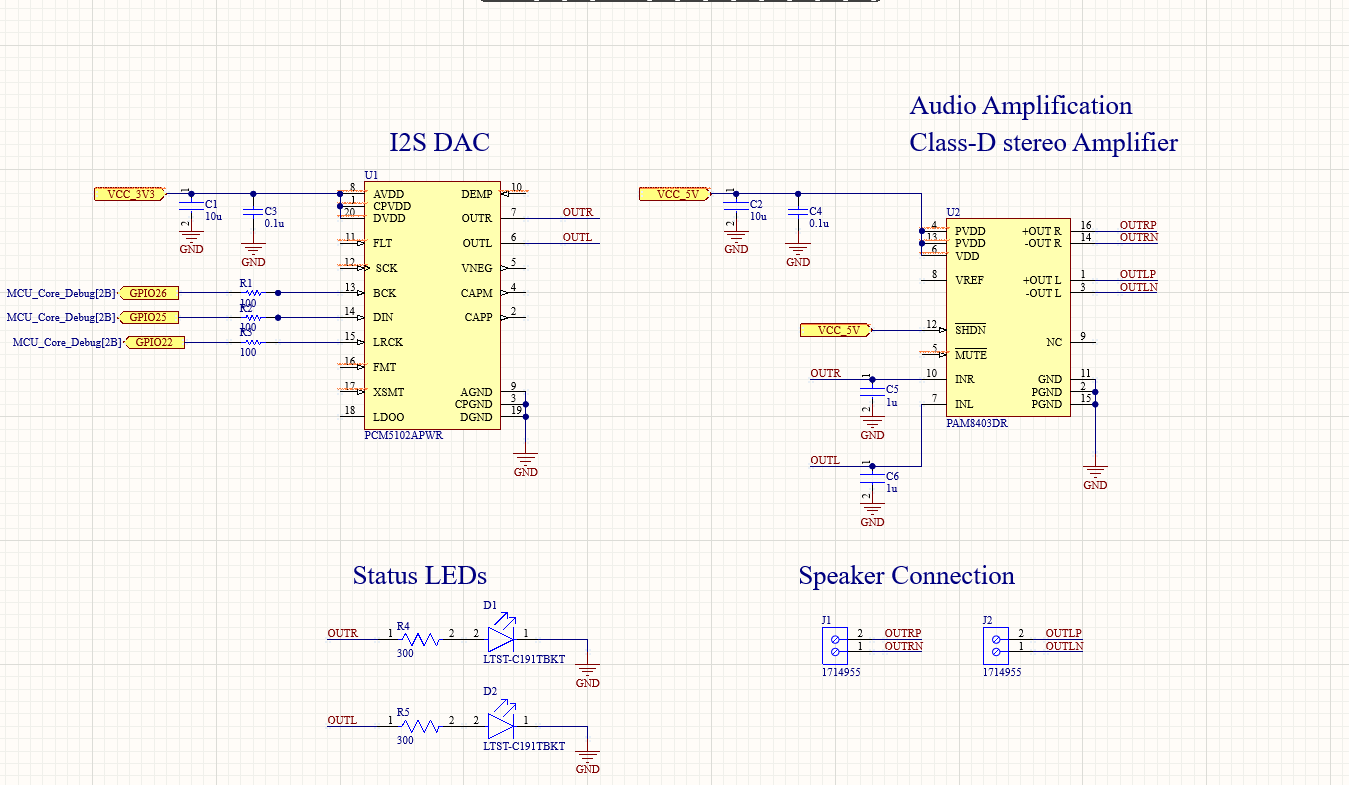 Audio Amplification
I2S DAC
Class-D stereo Amplifier
U1
VCC_3V3
1
2
C1
10u
GND
C3
0.1u
GND
8
AVDD
1
CPVDD
20
DVDD
11
FLT
12
SCK
MCU_Core_Debug[2B]
GPIO26
R1
100
13
BCK
MCU_Core_Debug[2B]
GPIO25
R2
100
14
DIN
MCU_Core_Debug[2B]
GPIO22
R3
100
15
LRCK
16
FMT
17
XSMT
18
LDOO
DEMP
10
OUTR
7
OUTR
OUTL
6
OUTL
VNEG
5
CAPM
4
CAPP
2
AGND
9
CPGND
3
DGND
19
PCM5102APWR
GND
VCC_5V
1
2
C2
10u
GND
C4
0.1u
GND
U2
4
PVDD
13
PVDD
6
VDD
8
VREF
VCC_5V
12
SHDN
5
MUTE
OUTR
10
INR
1
2
C5
1u
GND
7
INL
OUTL
1
2
C6
1u
GND
+OUT R
16
OUTRP
-OUT R
14
OUTRN
+OUT L
1
OUTLP
-OUT L
3
OUTLN
NC
9
GND
11
PGND
2
PGND
15
PAM8403DR
GND
Status LEDs
D1
OUTR
1
R4
300
2
2
1
LTST-C191TBKT
GND
D2
OUTL
1
R5
300
2
2
1
LTST-C191TBKT
GND
Speaker Connection
J1
2
OUTRP
1
OUTRN
1714955
J2
2
OUTLP
1
OUTLN
1714955